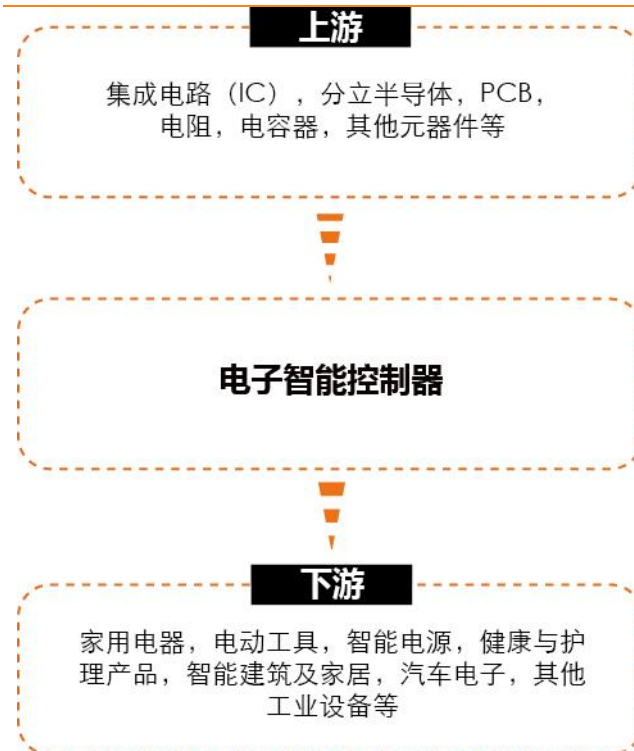 上游
集成电路（IC），分立半导体，PCB，
电阻，电容器，其他元器件等
电子智能控制器
下游
家用电器，电动工具，智能电源，健康与护
理产品，智能建筑及家居，汽车电子，其他
工业设备等